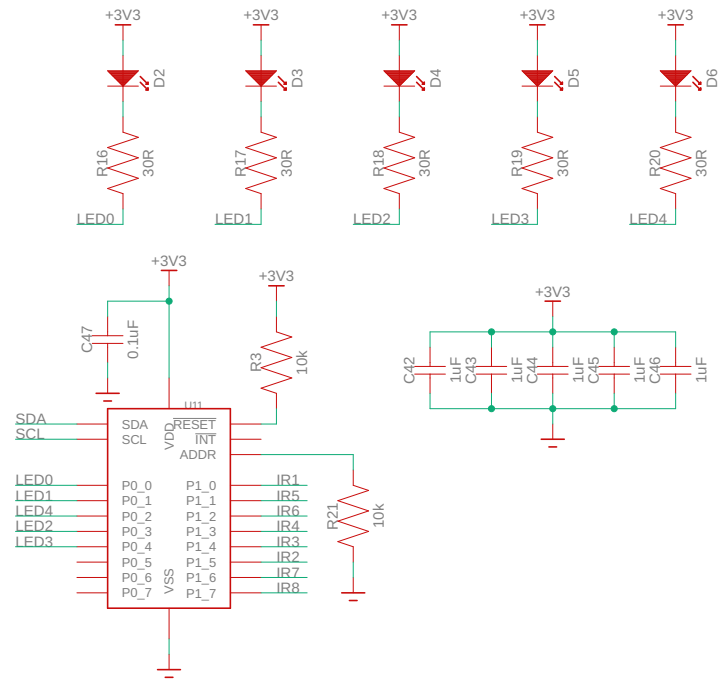 +3V3 +3V3 +3V3 +3V3 +3V3
D2 D3 D4 D5 D6
R16 30R R17 30R R18 30R R19 30R R20 30R
LED0 LED1 LED2 LED3 LED4
+3V3
+3V3
+3V3
C47 0.1uF
R3 10k
C42 1uF C43 1uF C44 1uF C45 1uF C46 1uF
U11
SDA SDA VDD RESET
SCL SCL INT
ADDR
LED0 P0_0 P1_0 IR1
LED1 P0_1 P1_1 IR5
LED4 P0_2 P1_2 IR6
LED2 P0_3 P1_3 IR4
LED3 P0_4 P1_4 IR3
P0_5 P1_5 IR2
P0_6 P1_6 IR7
P0_7 P1_7 IR8
VSS
R21 10k